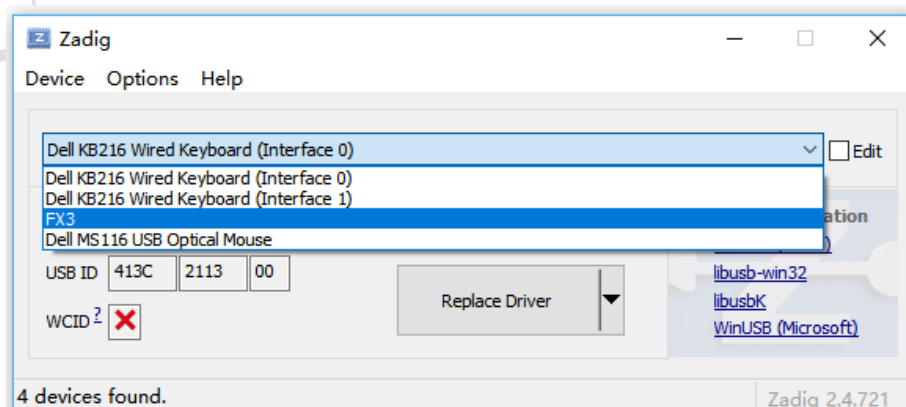 Zadig
Device Options Help
Dell KB216 Wired Keyboard (Interface 0)
Edit
Dell KB216 Wired Keyboard (Interface 0)
Dell KB216 Wired Keyboard (Interface 1)
FX3
Dell MS116 USB Optical Mouse
USB ID 413C 2113 00
WCID ?
Replace Driver
libusb-win32
libusbK
WinUSB (Microsoft)
4 devices found.
Zadig 2.4.721